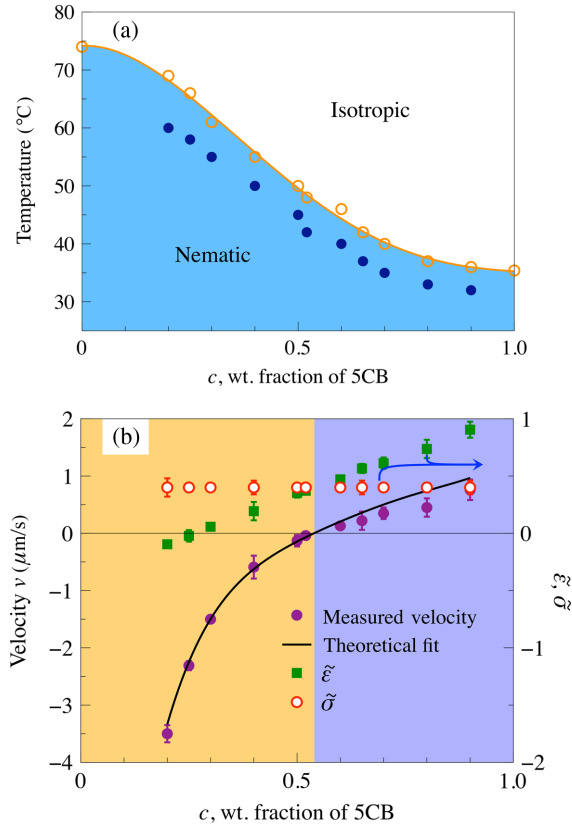 (a)
80
70
60
50
40
30
Temperature (°C)
Isotropic
Nematic
0
0.5
1.0
c, wt. fraction of 5CB
(b)
2
1
0
-1
-2
-3
-4
Velocity v (μm/s)
1
0
-1
-2
ε̃, σ̃
Measured velocity
Theoretical fit
ε̃
σ̃
0
0.5
1.0
c, wt. fraction of 5CB